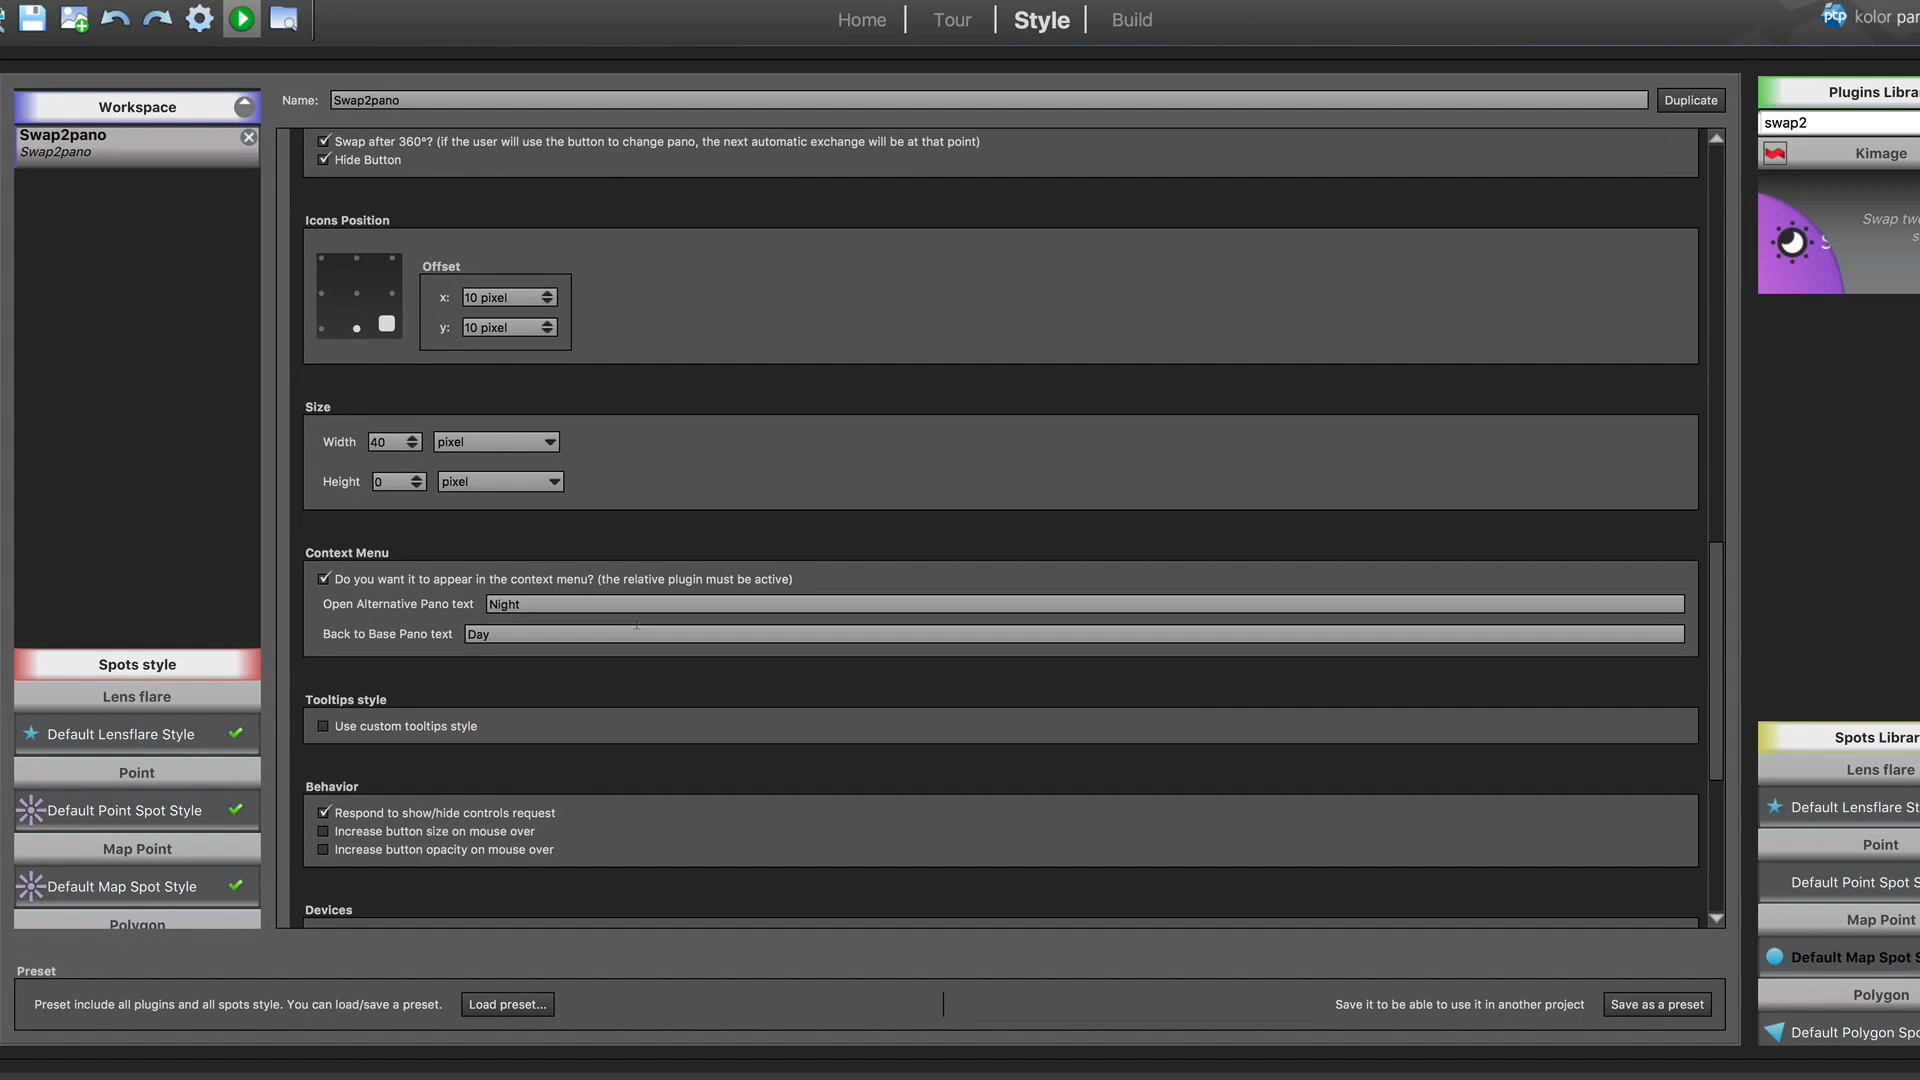 Home
Tour
Style
Build
kolor
Workspace
Swap2pano
Swap2pano
Name:
Swap2pano
Duplicate
Swap after 360°? (if the user will use the button to change pano, the next automatic exchange will be at that point)
Hide Button
Icons Position
Offset
x:
10 pixel
y:
10 pixel
Size
Width
40
pixel
Height
0
pixel
Context Menu
Do you want it to appear in the context menu? (the relative plugin must be active)
Open Alternative Pano text
Night
Back to Base Pano text
Day
Tooltips style
Use custom tooltips style
Behavior
Respond to show/hide controls request
Increase button size on mouse over
Increase button opacity on mouse over
Devices
Spots style
Lens flare
Default Lensflare Style
Point
Default Point Spot Style
Map Point
Default Map Spot Style
Polygon
Plugins
swap2
Kimage
Swap
Spots
Lens flare
Default Lensflare
Point
Default Point Spot
Map Point
Default Map Spot
Polygon
Default Polygon
Preset
Preset include all plugins and all spots style. You can load/save a preset.
Load preset...
Save it to be able to use it in another project
Save as a preset